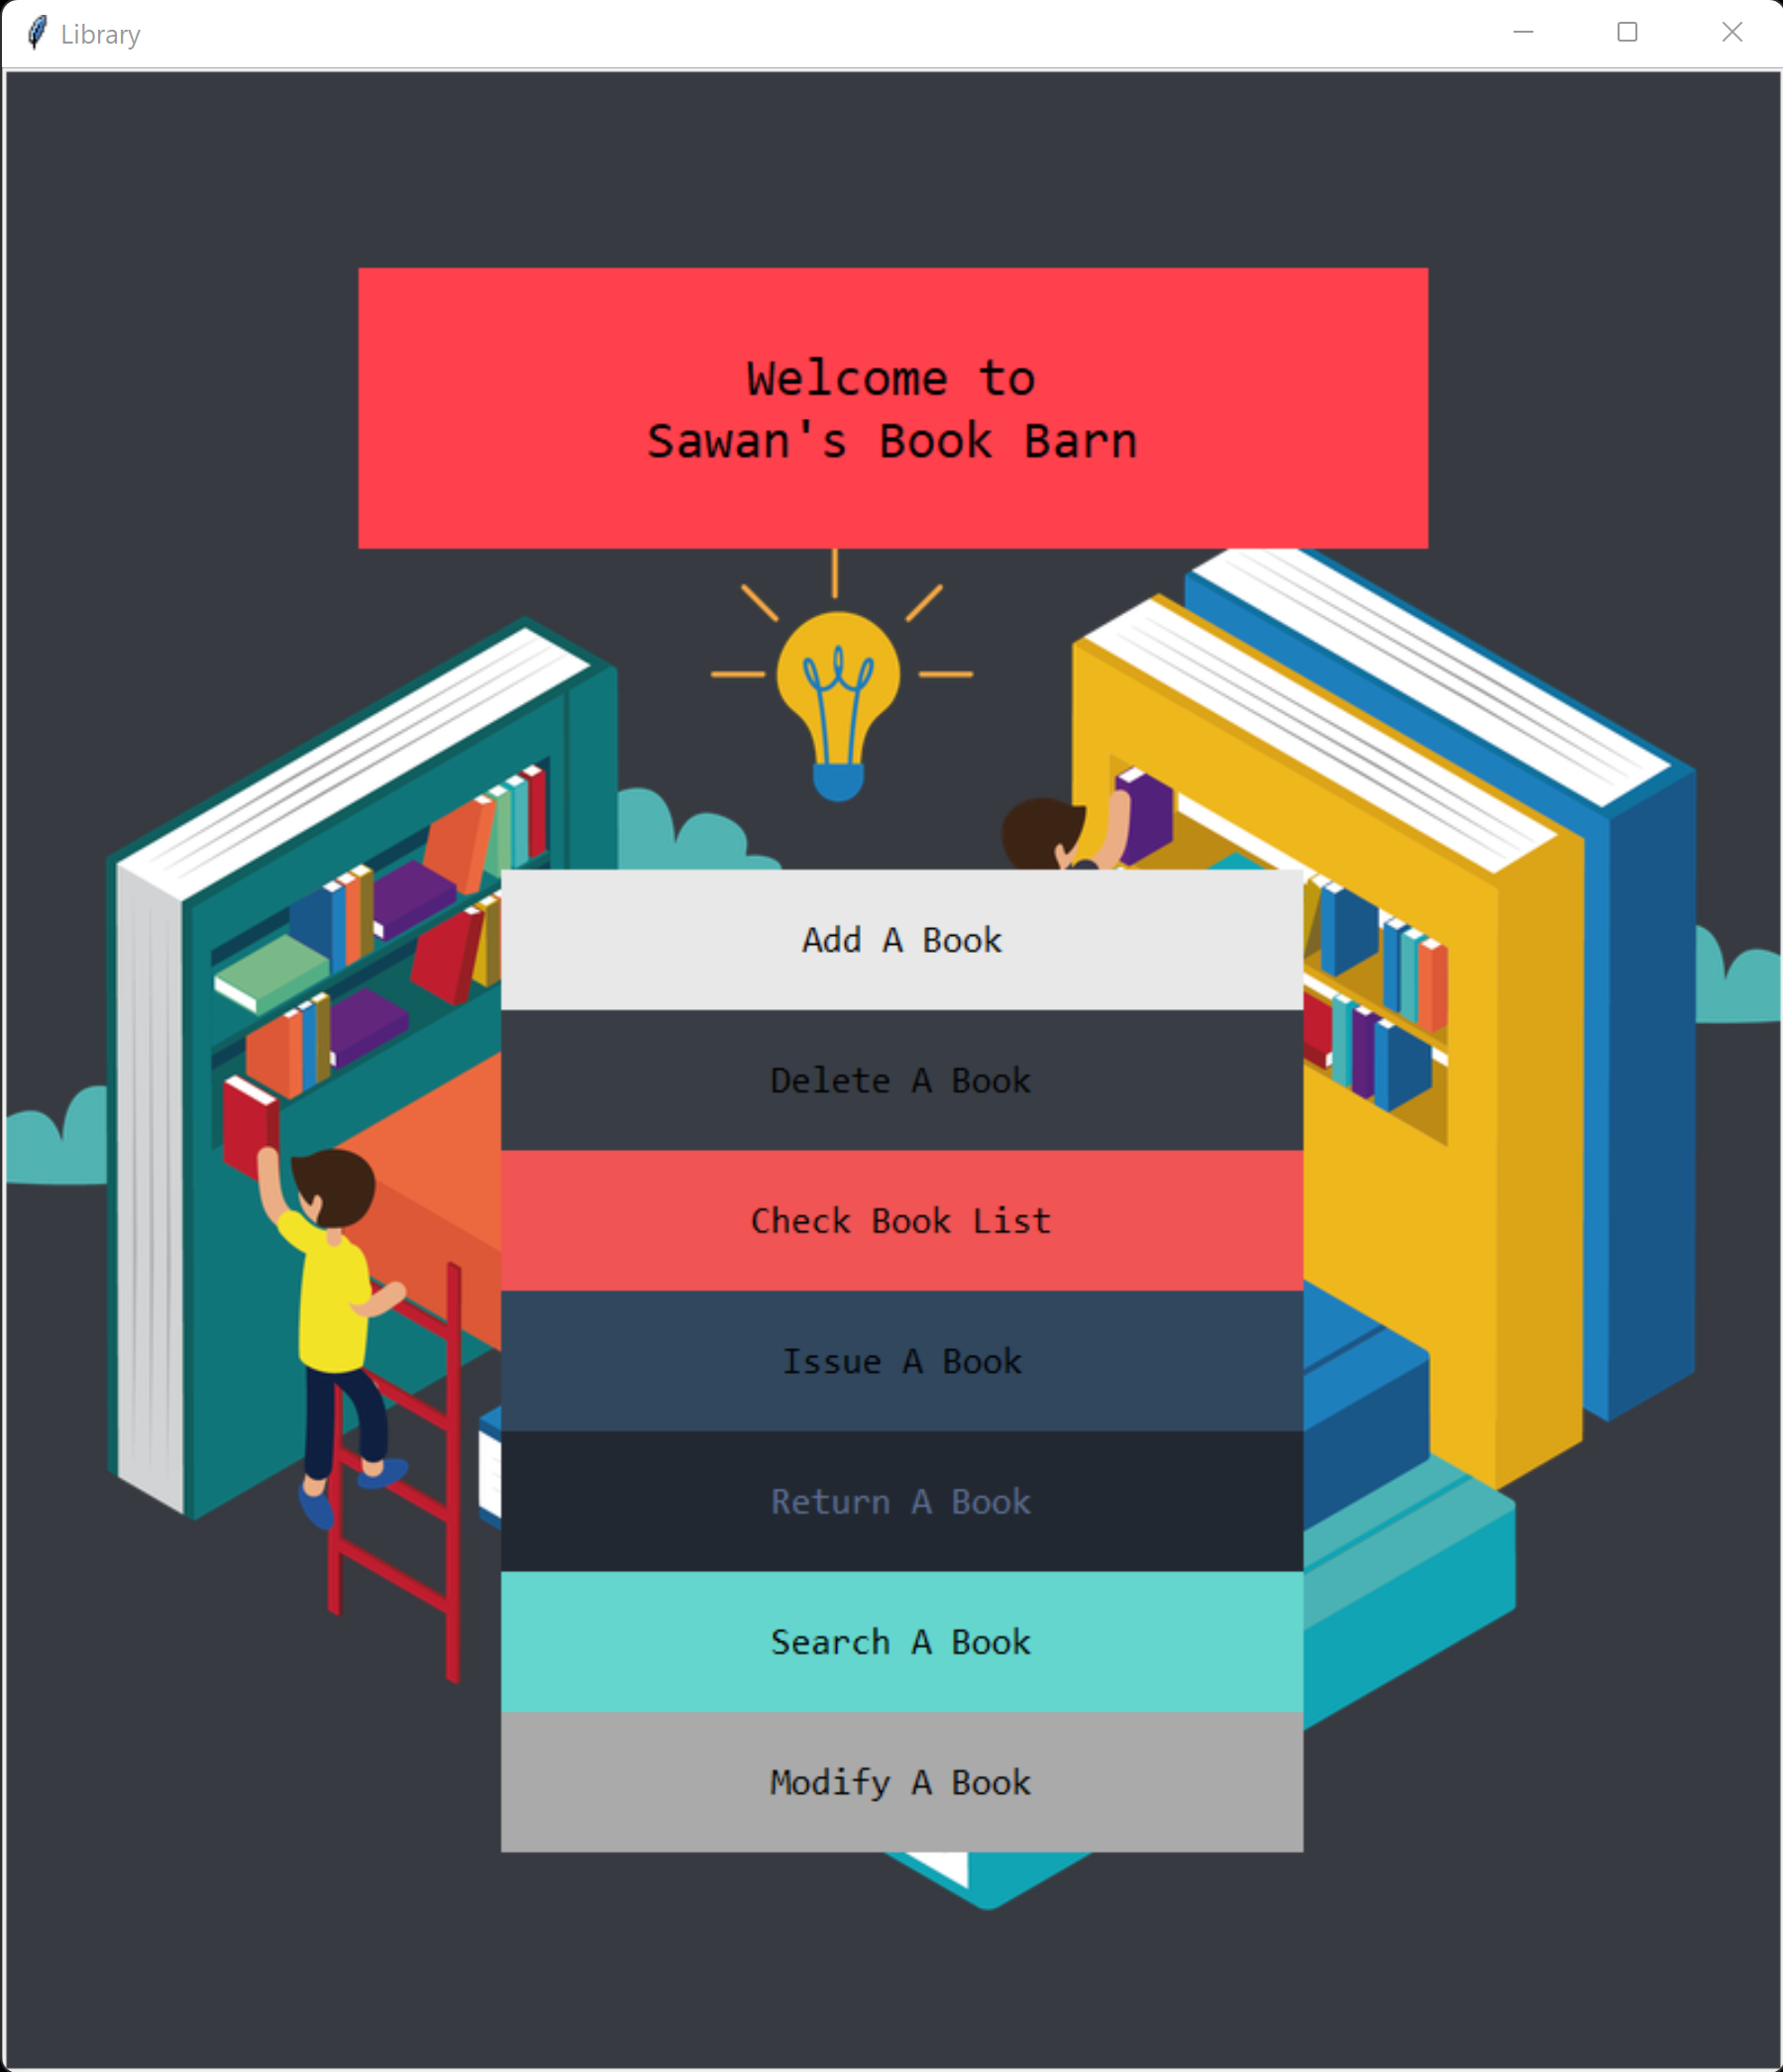 Library
Welcome to
Sawan's Book Barn
Add A Book
Delete A Book
Check Book List
Issue A Book
Return A Book
Search A Book
Modify A Book